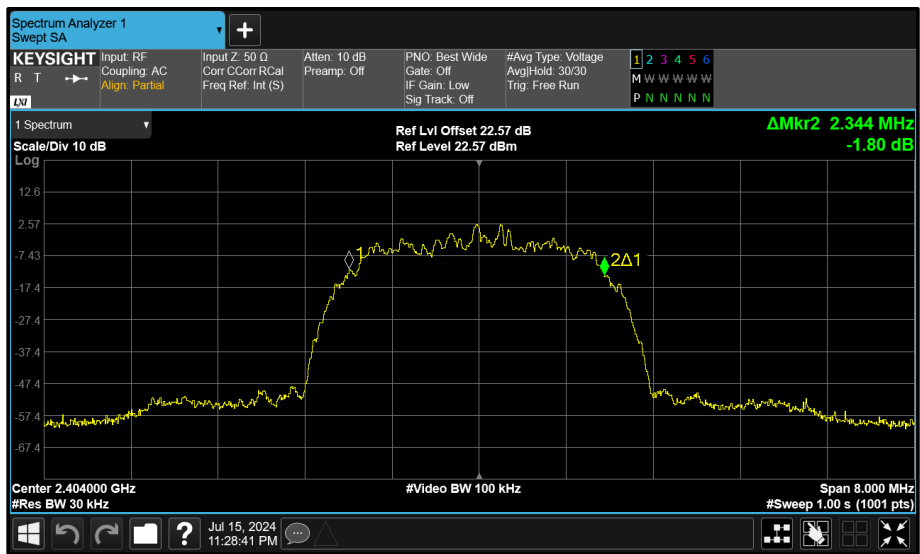 Spectrum Analyzer 1
Swept SA
+
KEYSIGHT
R T
LXI
Input: RF
Coupling: AC
Align: Partial
Input Z: 50 Ω
Corr CCorr RCal
Freq Ref: Int (S)
Atten: 10 dB
Preamp: Off
PNO: Best Wide
Gate: Off
IF Gain: Low
Sig Track: Off
#Avg Type: Voltage
Avg|Hold: 30/30
Trig: Free Run
1 2 3 4 5 6
M W W W W W
P N N N N N
1 Spectrum
Scale/Div 10 dB
Ref Lvl Offset 22.57 dB
Ref Level 22.57 dBm
ΔMkr2 2.344 MHz
-1.80 dB
Log
12.6
2.57
-7.43
-17.4
-27.4
-37.4
-47.4
-57.4
-67.4
1
2Δ1
Center 2.404000 GHz
#Video BW 100 kHz
Span 8.000 MHz
#Res BW 30 kHz
#Sweep 1.00 s (1001 pts)
?
Jul 15, 2024
11:28:41 PM